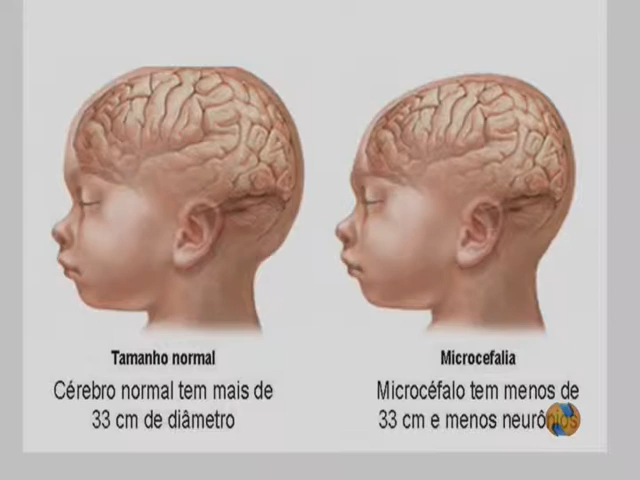 Tamanho normal
Cérebro normal tem mais de
33 cm de diâmetro
Microcefalia
Microcéfalo tem menos de
33 cm e menos neurônios